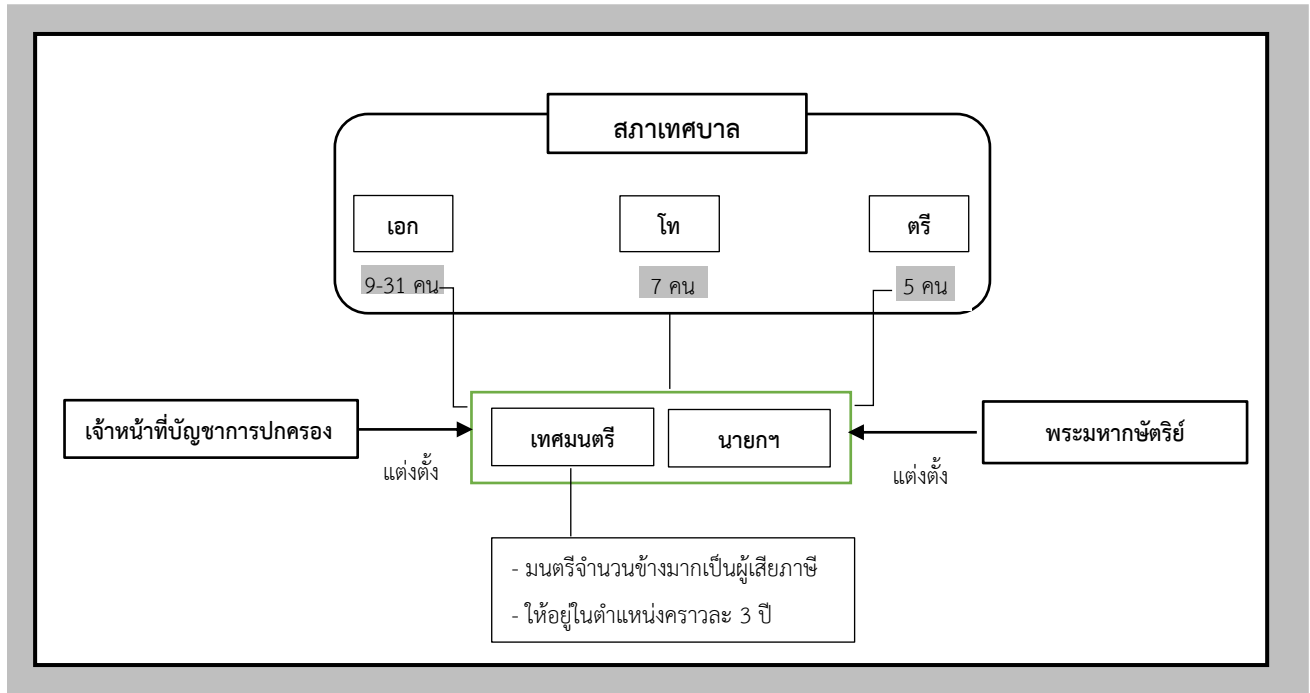 สภาเทศบาล
เอก
โท
ตรี
9-31 คน
7 คน
5 คน
เจ้าหน้าที่บัญชาการปกครอง
เทศมนตรี
นายกฯ
พระมหากษัตริย์
แต่งตั้ง
แต่งตั้ง
- มนตรีจำนวนข้างมากเป็นผู้เสียภาษี
- ให้อยู่ในตำแหน่งคราวละ 3 ปี